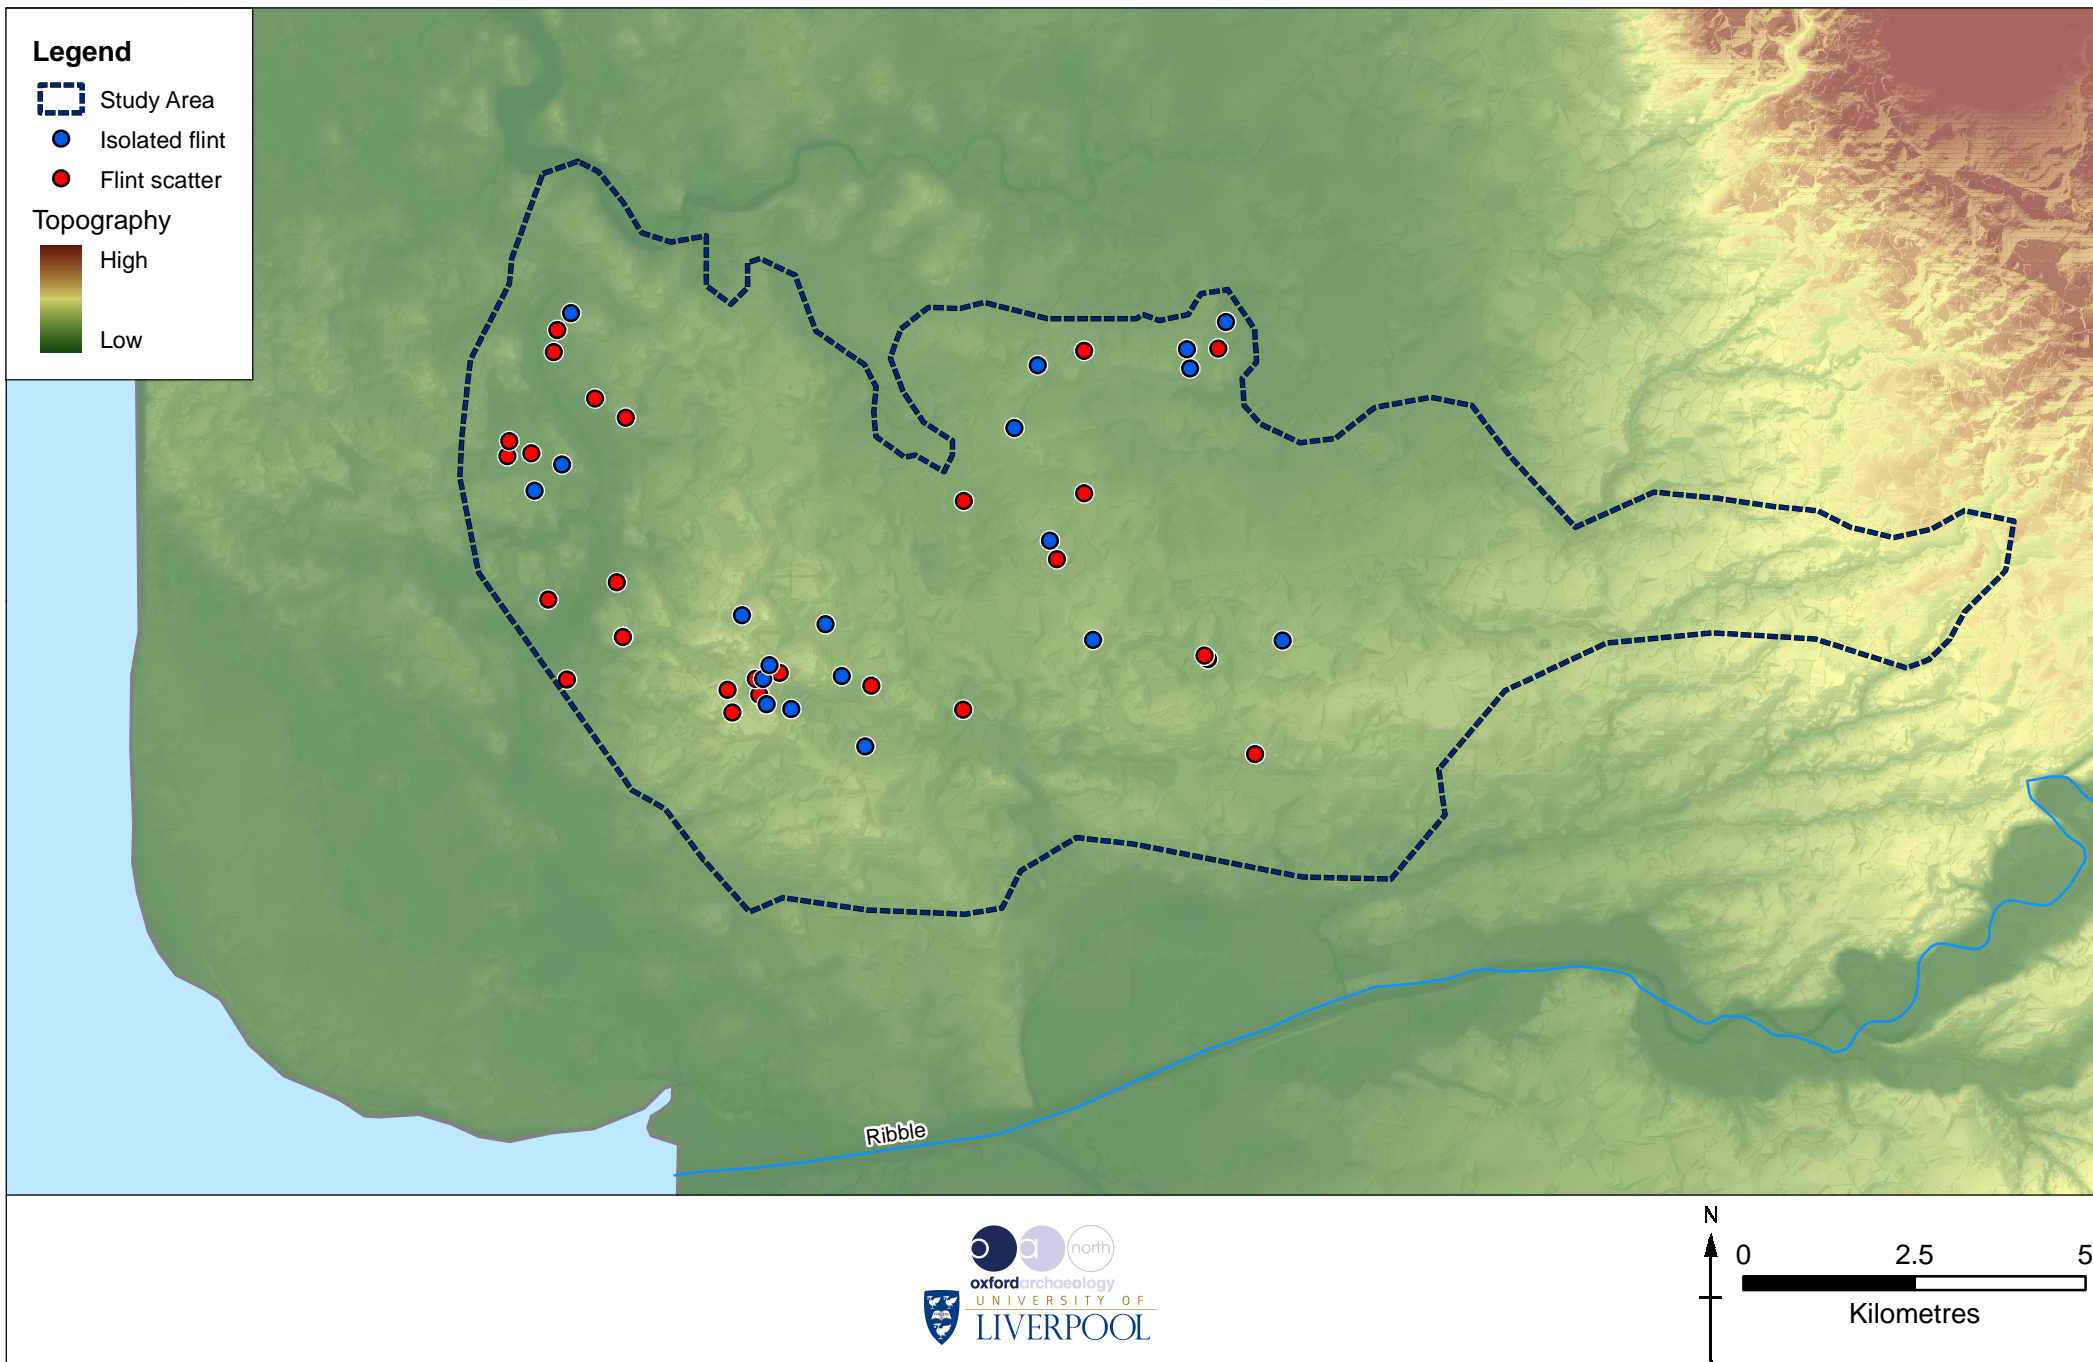 Legend
Study Area
Isolated flint
Flint scatter
Topography
High
Low
Ribble
oa north
oxfordarchaeology
UNIVERSITY OF
LIVERPOOL
N
0 2.5 5
Kilometres